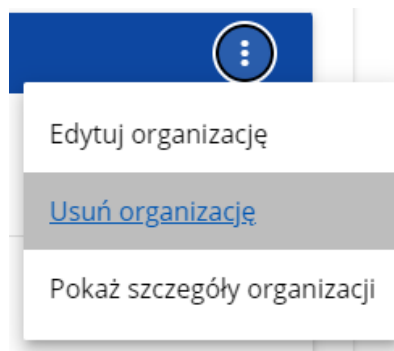 Edytuj organizację
Usuń organizację
Pokaż szczegóły organizacji